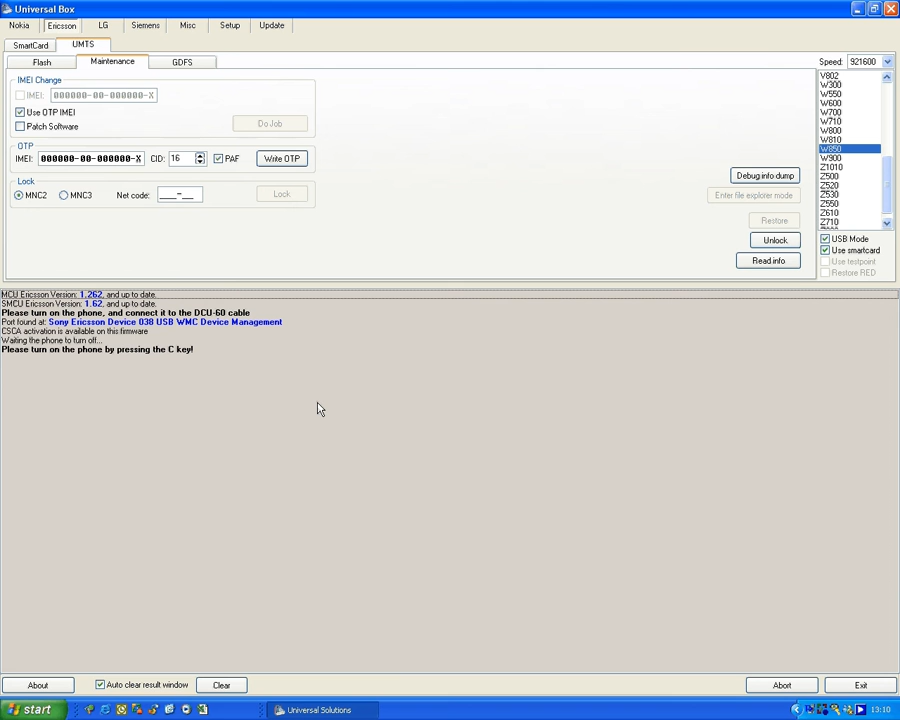 Universal Box
Nokia Ericsson LG Siemens Misc Setup Update
SmartCard UMTS
Flash Maintenance GDFS
Speed: 921600
IMEI Change
IMEI: 000000-00-000000-X
Use OTP IMEI
Patch Software
Do Job
OTP
IMEI: 000000-00-000000-X CID: 16 PAF Write OTP
Lock
MNC2 MNC3 Net code: ___-__ Lock
Debug info dump
Enter file explorer mode
Restore
Unlock
Read info
V802
W300
W550
W600
W700
W710
W800
W810
W850
W900
Z1010
Z500
Z520
Z530
Z550
Z610
Z710
USB Mode
Use smartcard
Use testpoint
Restore RED
MCU Ericsson Version: 1.262, and up to date.
SMCU Ericsson Version: 1.62, and up to date.
Please turn on the phone, and connect it to the DCU-60 cable
Port found at: Sony Ericsson Device 038 USB WMC Device Management
CSCA activation is available on this firmware
Waiting the phone to turn off...
Please turn on the phone by pressing the C key!
About Auto clear result window Clear Abort Exit
start Universal Solutions 13:10